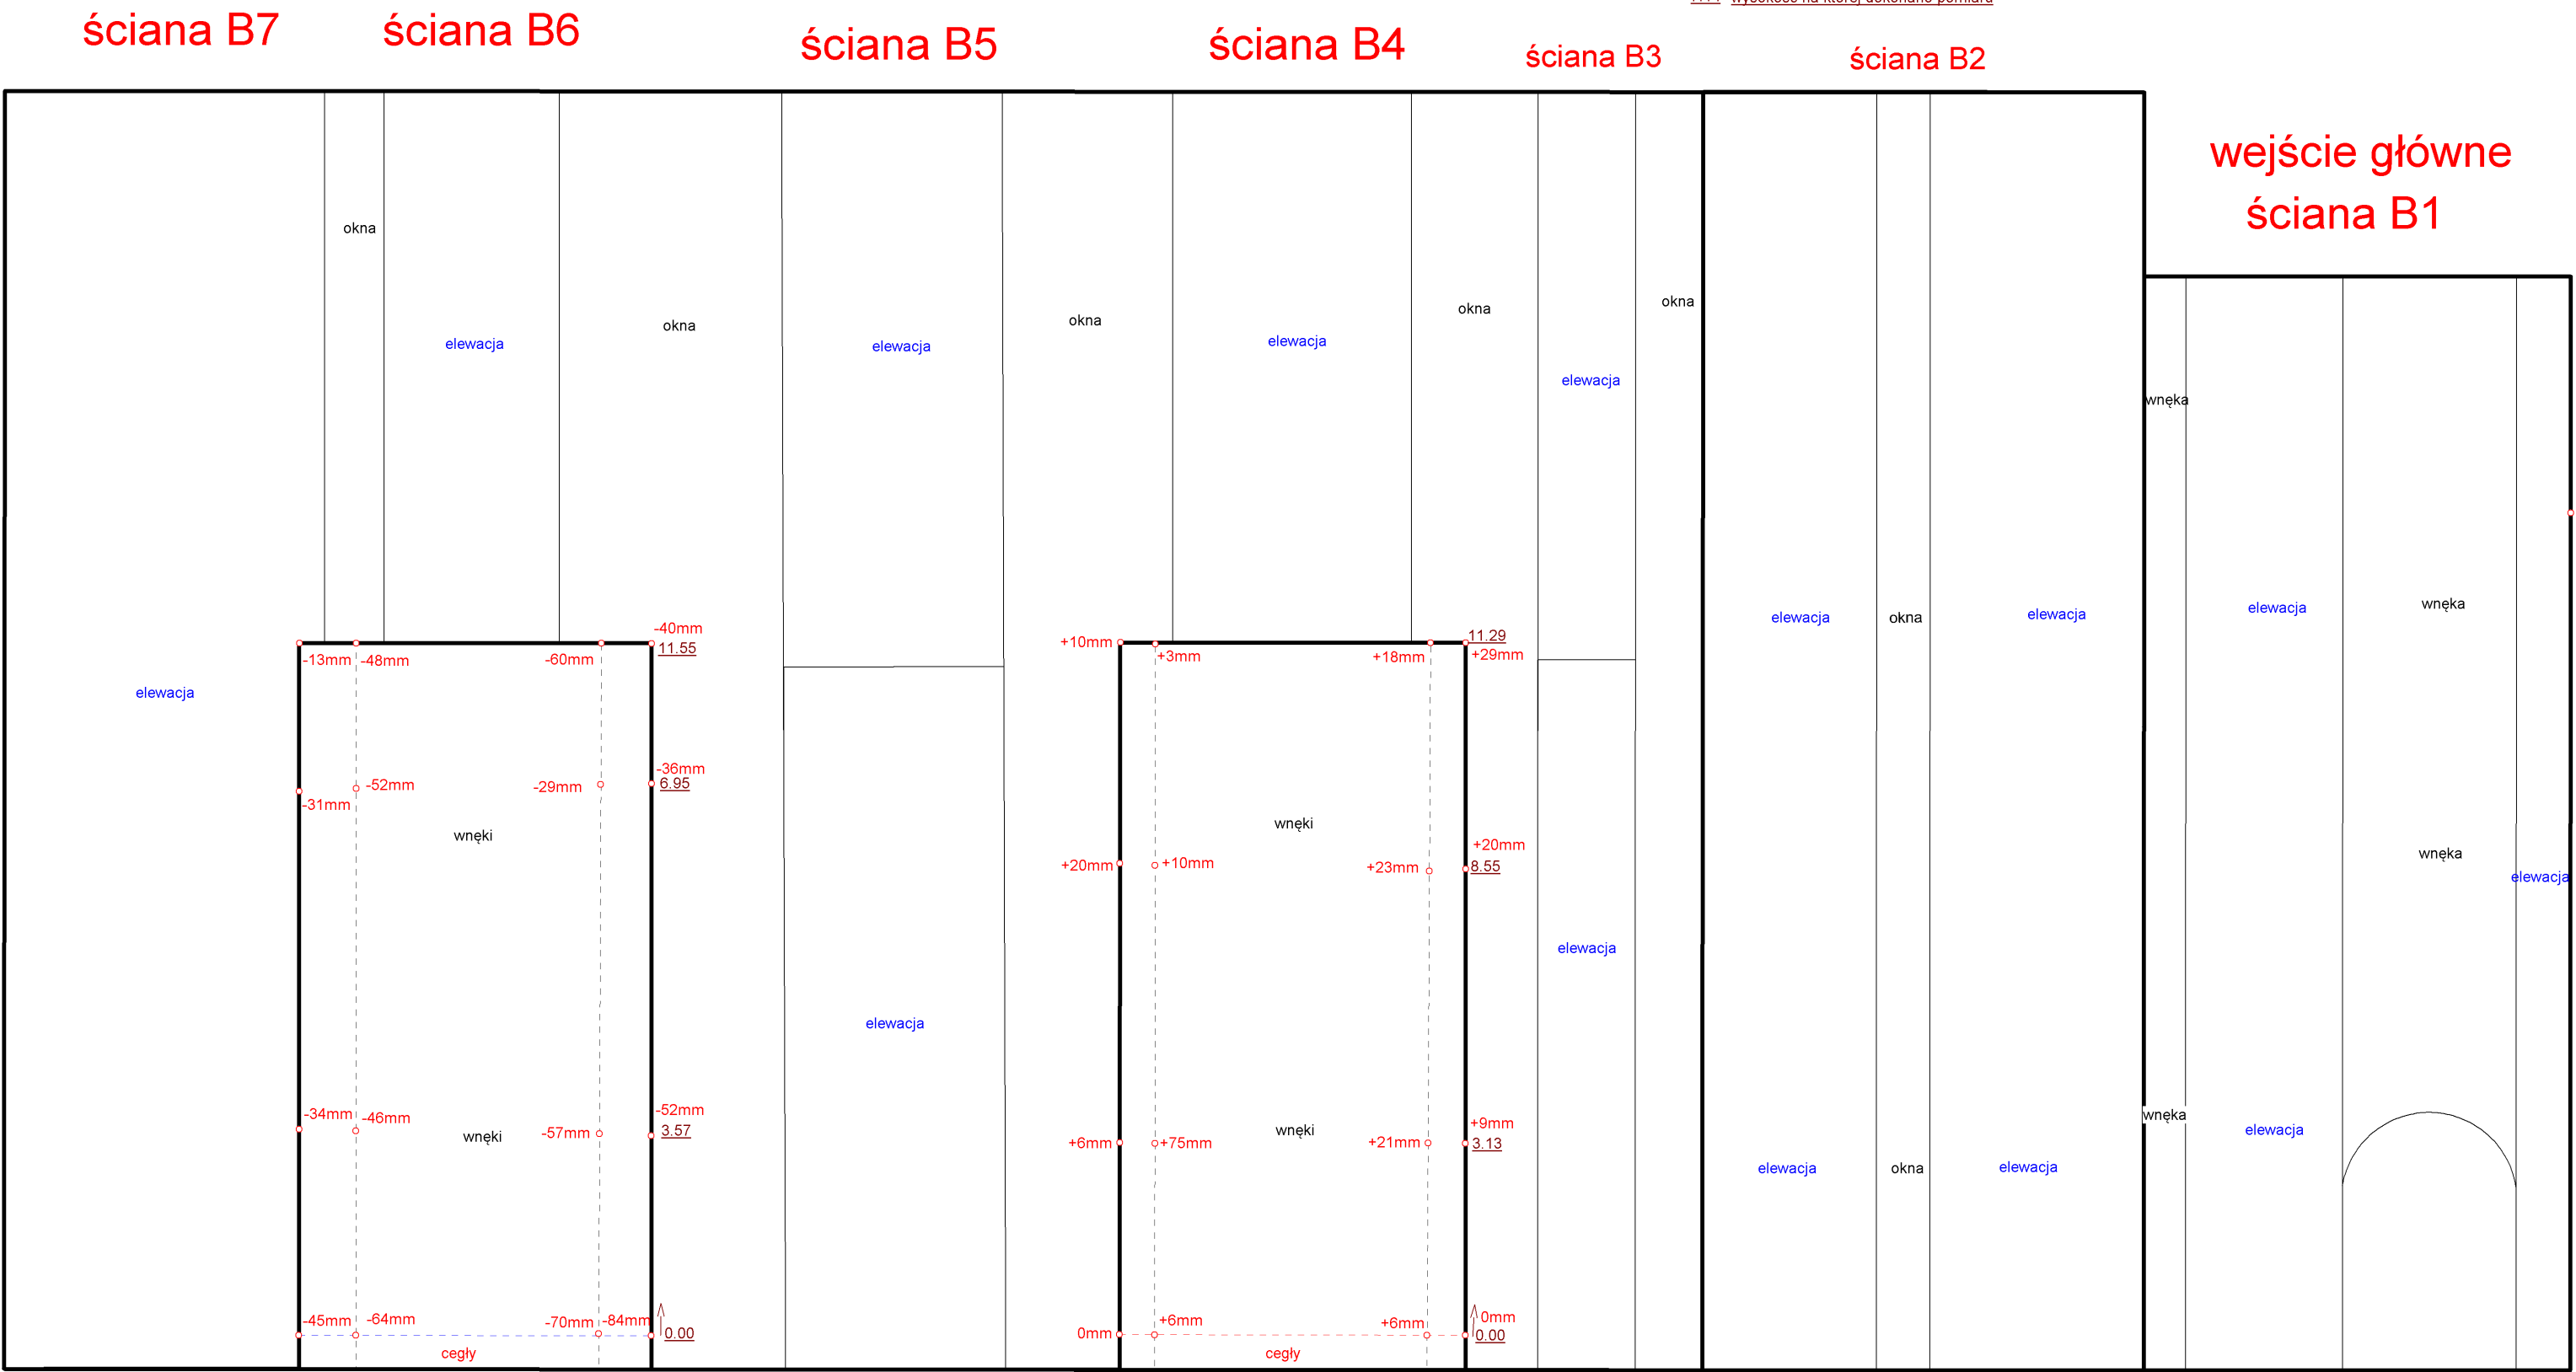 wysokość na której dokonano pomiaru
ściana B7
ściana B6
ściana B5
ściana B4
ściana B3
ściana B2
wejście główne
ściana B1
okna
elewacja
okna
elewacja
okna
elewacja
okna
elewacja
okna
wnęka
elewacja
okna
elewacja
elewacja
wnęka
elewacja
-40mm
11.55
-13mm
-48mm
-60mm
+10mm
+3mm
+18mm
11.29
+29mm
-36mm
6.95
-31mm
-52mm
-29mm
wnęki
wnęki
+20mm
+10mm
+23mm
+20mm
8.55
wnęka
elewacja
elewacja
elewacja
-34mm
-46mm
-57mm
-52mm
3.57
wnęki
+6mm
+75mm
wnęki
+21mm
+9mm
3.13
elewacja
okna
elewacja
wnęka
elewacja
-45mm
-64mm
-70mm
-84mm
0.00
cegły
0mm
+6mm
+6mm
0mm
0.00
cegły